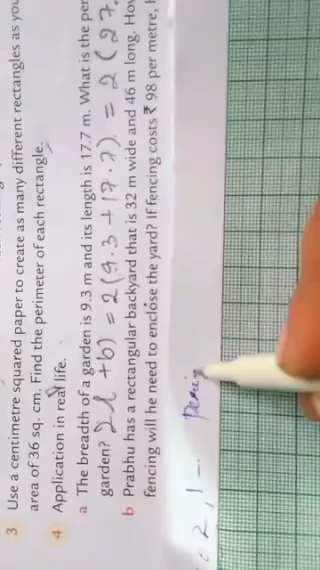 3 Use a centimetre squared paper to create as many different rectangles as you
area of 36 sq. cm. Find the perimeter of each rectangle.
4 Application in real life.
a The breadth of a garden is 9.3 m and its length is 17.7 m. What is the per
garden? 2(l+b) = 2(9.3 + 17.7) = 2(27.
b Prabhu has a rectangular backyard that is 32 m wide and 46 m long. How
fencing will he need to enclose the yard? If fencing costs ₹ 98 per metre, h
2, 1 - Peri